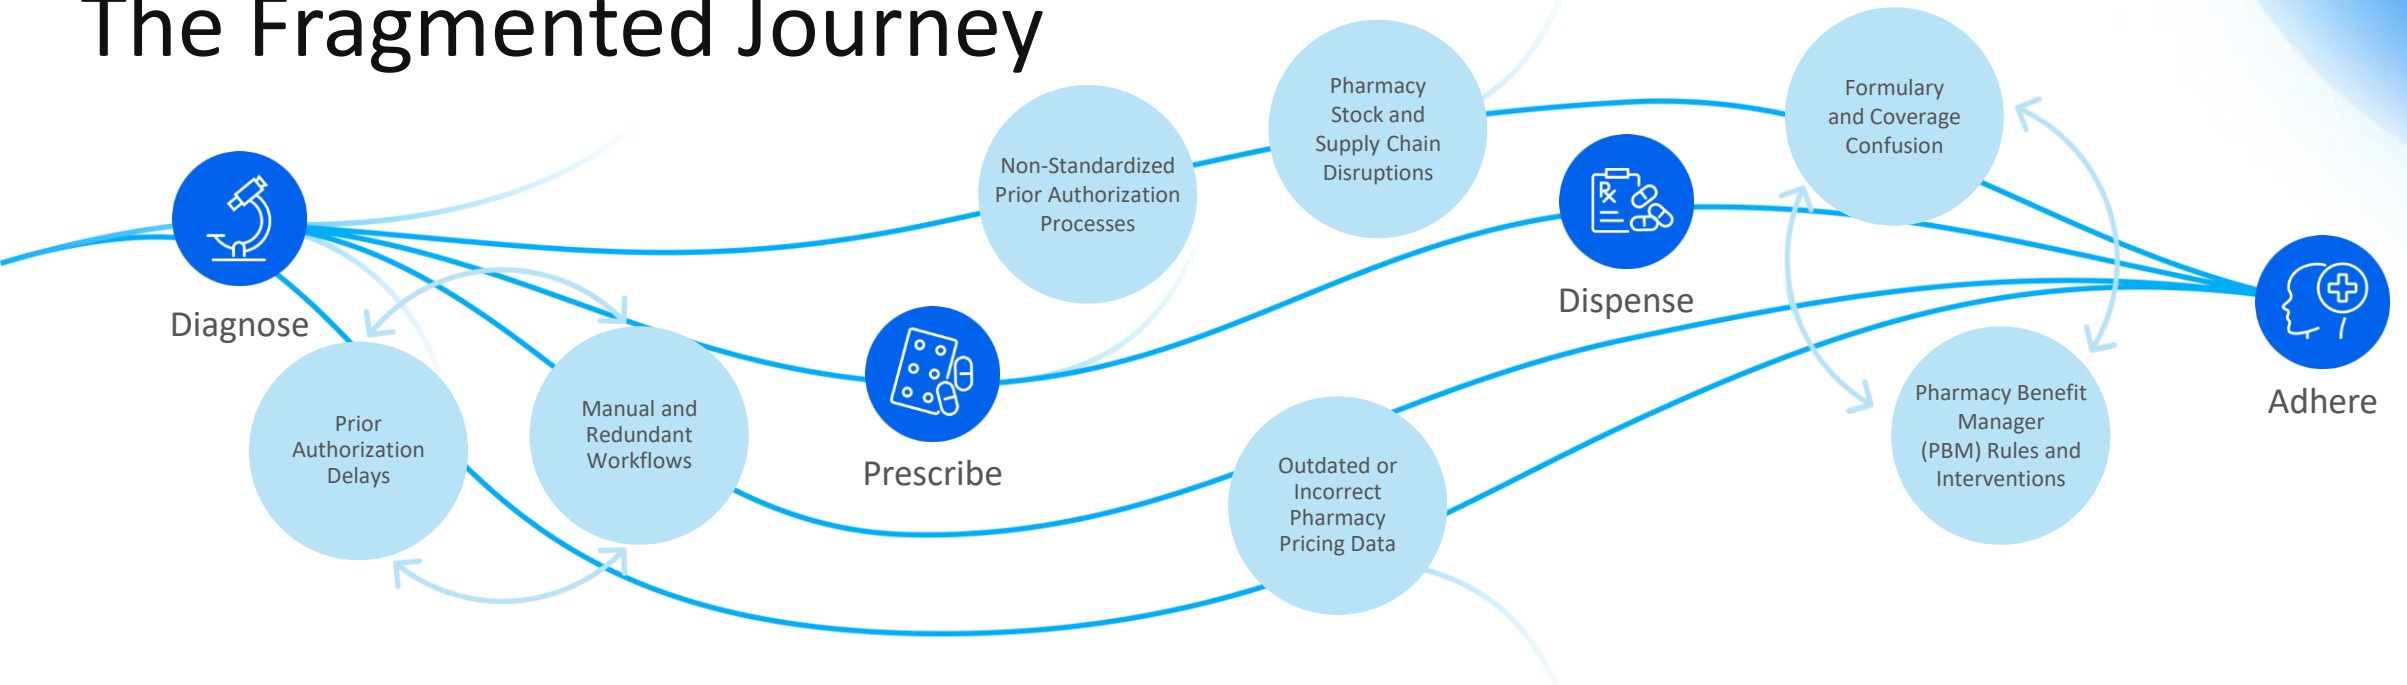 The Fragmented Journey
Pharmacy
Stock and
Supply Chain
Disruptions
Formulary
and Coverage
Confusion
Non-Standardized
Prior Authorization
Processes
Diagnose
Dispense
Prior
Authorization
Delays
Manual and
Redundant
Workflows
Prescribe
Outdated or
Incorrect
Pharmacy
Pricing Data
Pharmacy Benefit
Manager
(PBM) Rules and
Interventions
Adhere
Rx